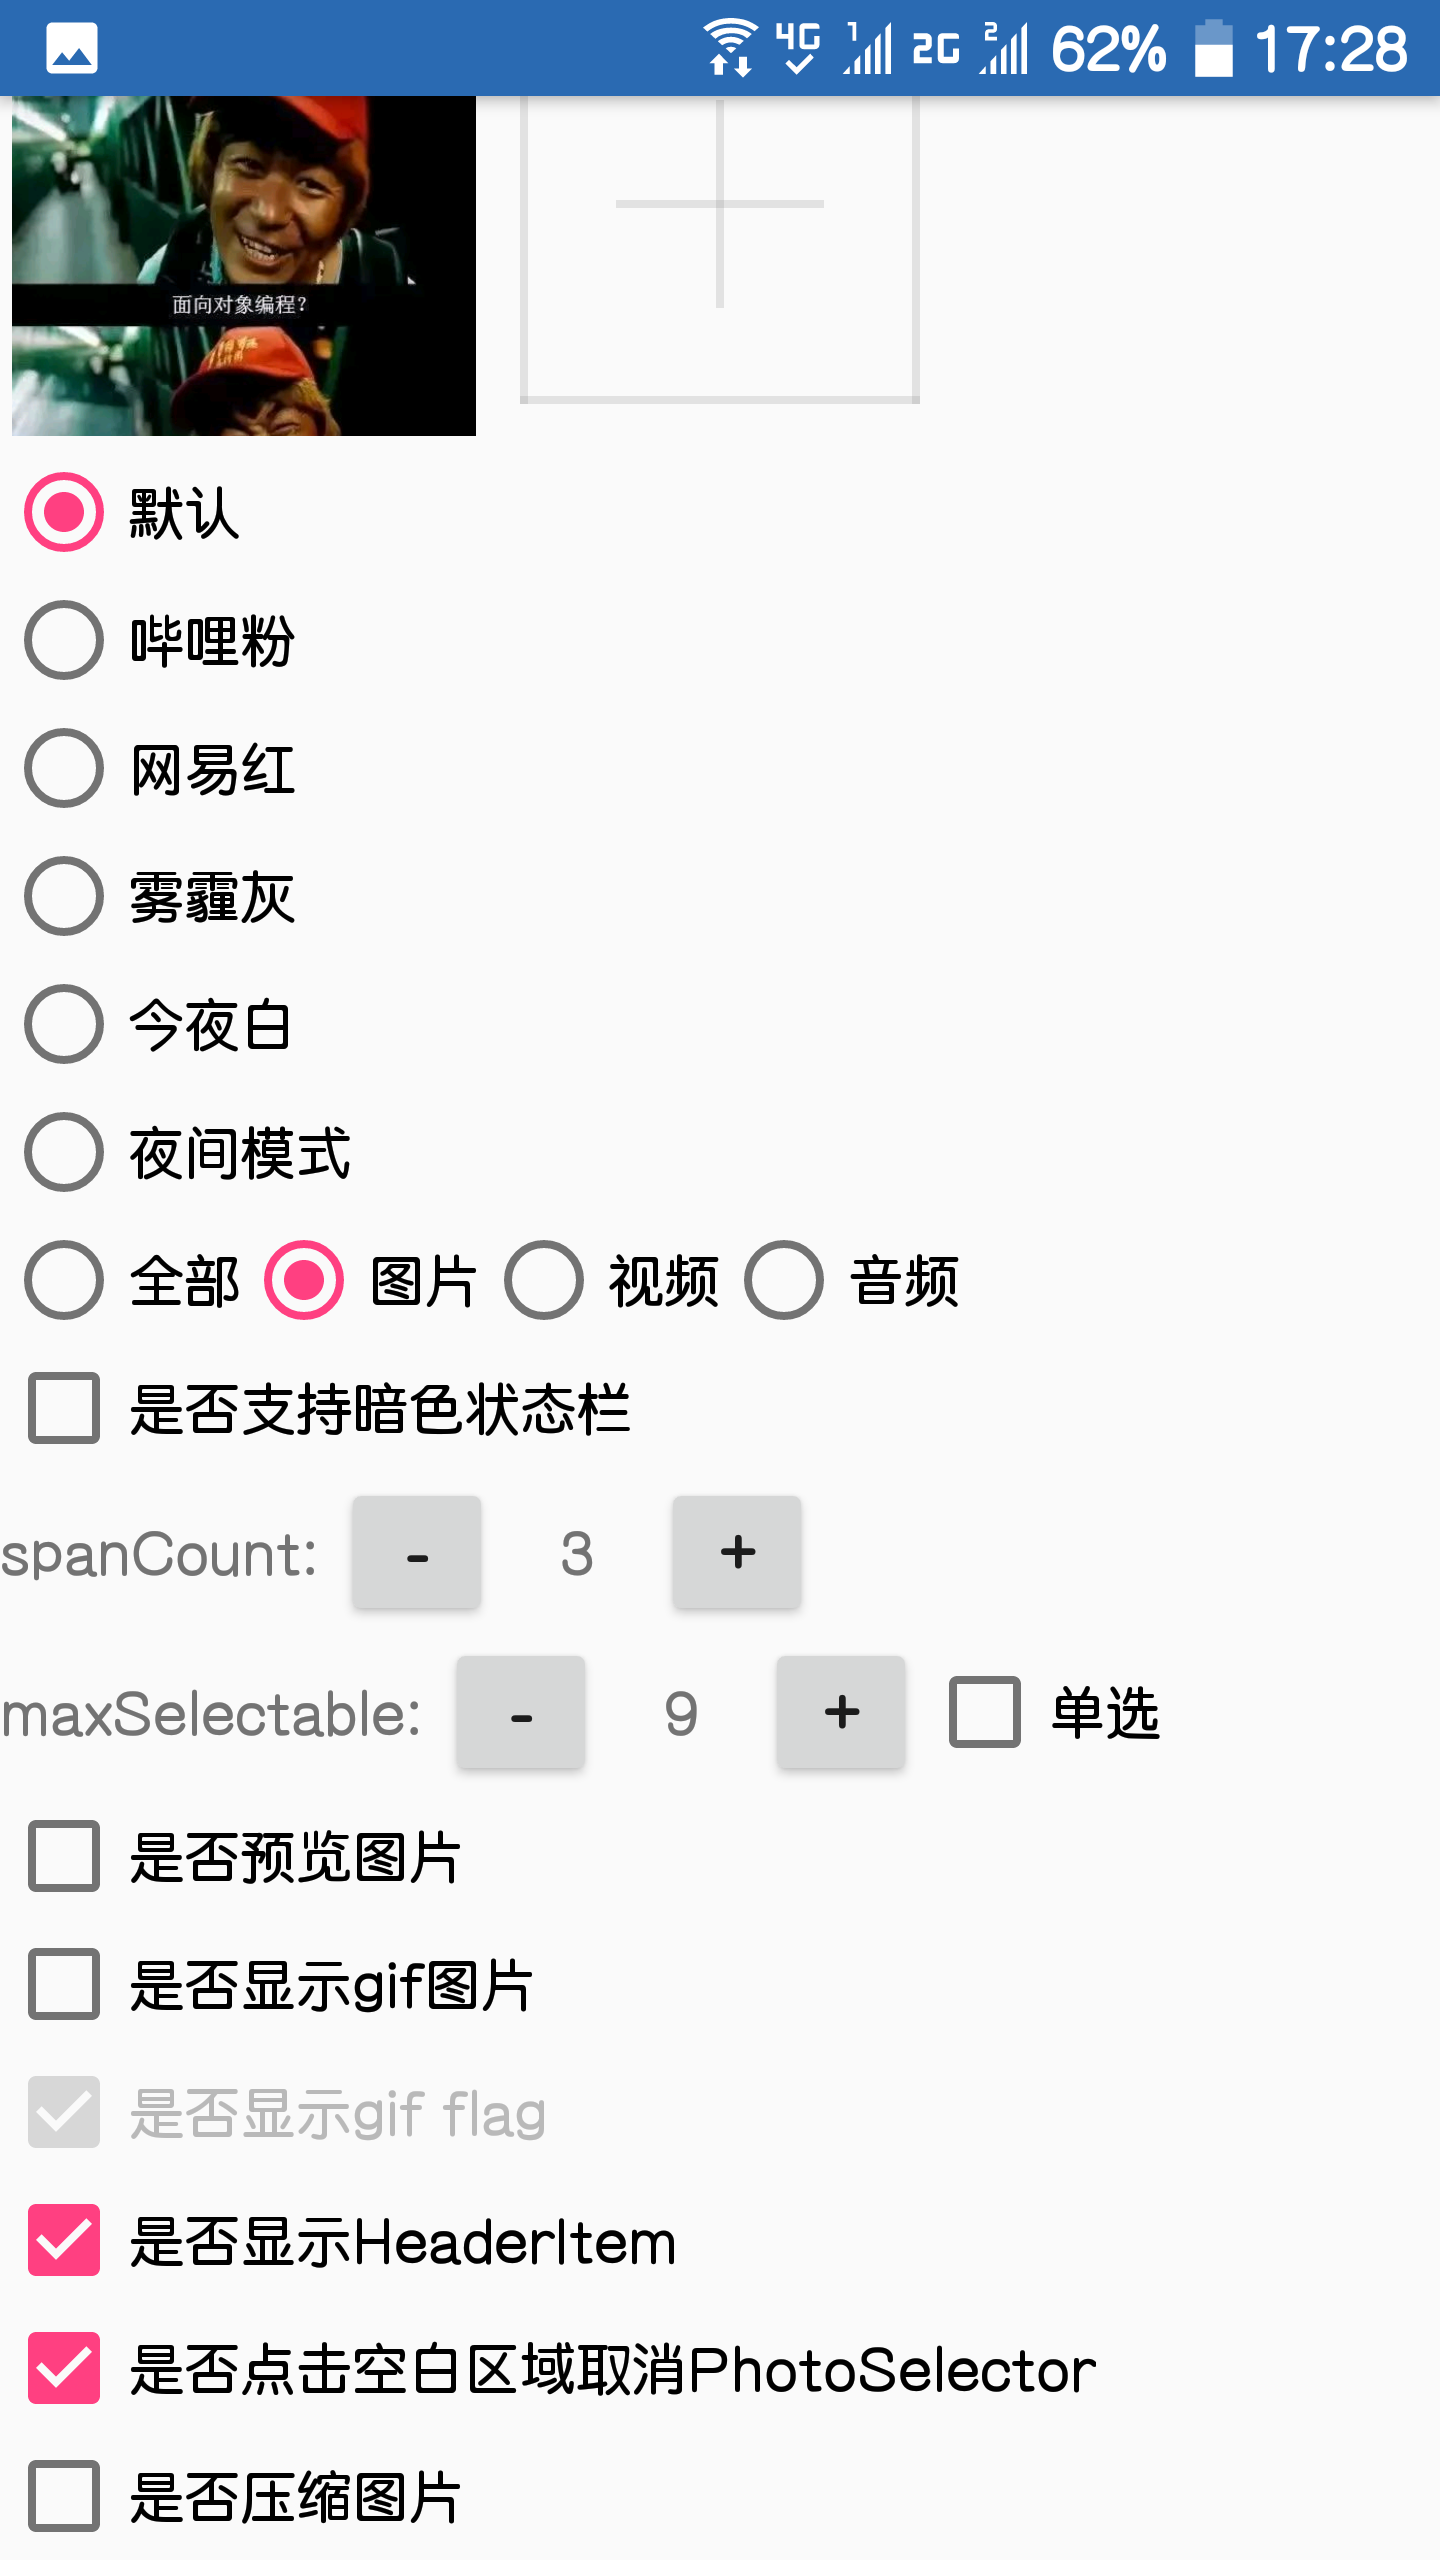 4G 1 2G 2 62% 17:28
面向对象编程?
默认
哔哩粉
网易红
雾霾灰
今夜白
夜间模式
全部 图片 视频 音频
是否支持暗色状态栏
spanCount: - 3 +
maxSelectable: - 9 + 单选
是否预览图片
是否显示gif图片
是否显示gif flag
是否显示HeaderItem
是否点击空白区域取消PhotoSelector
是否压缩图片